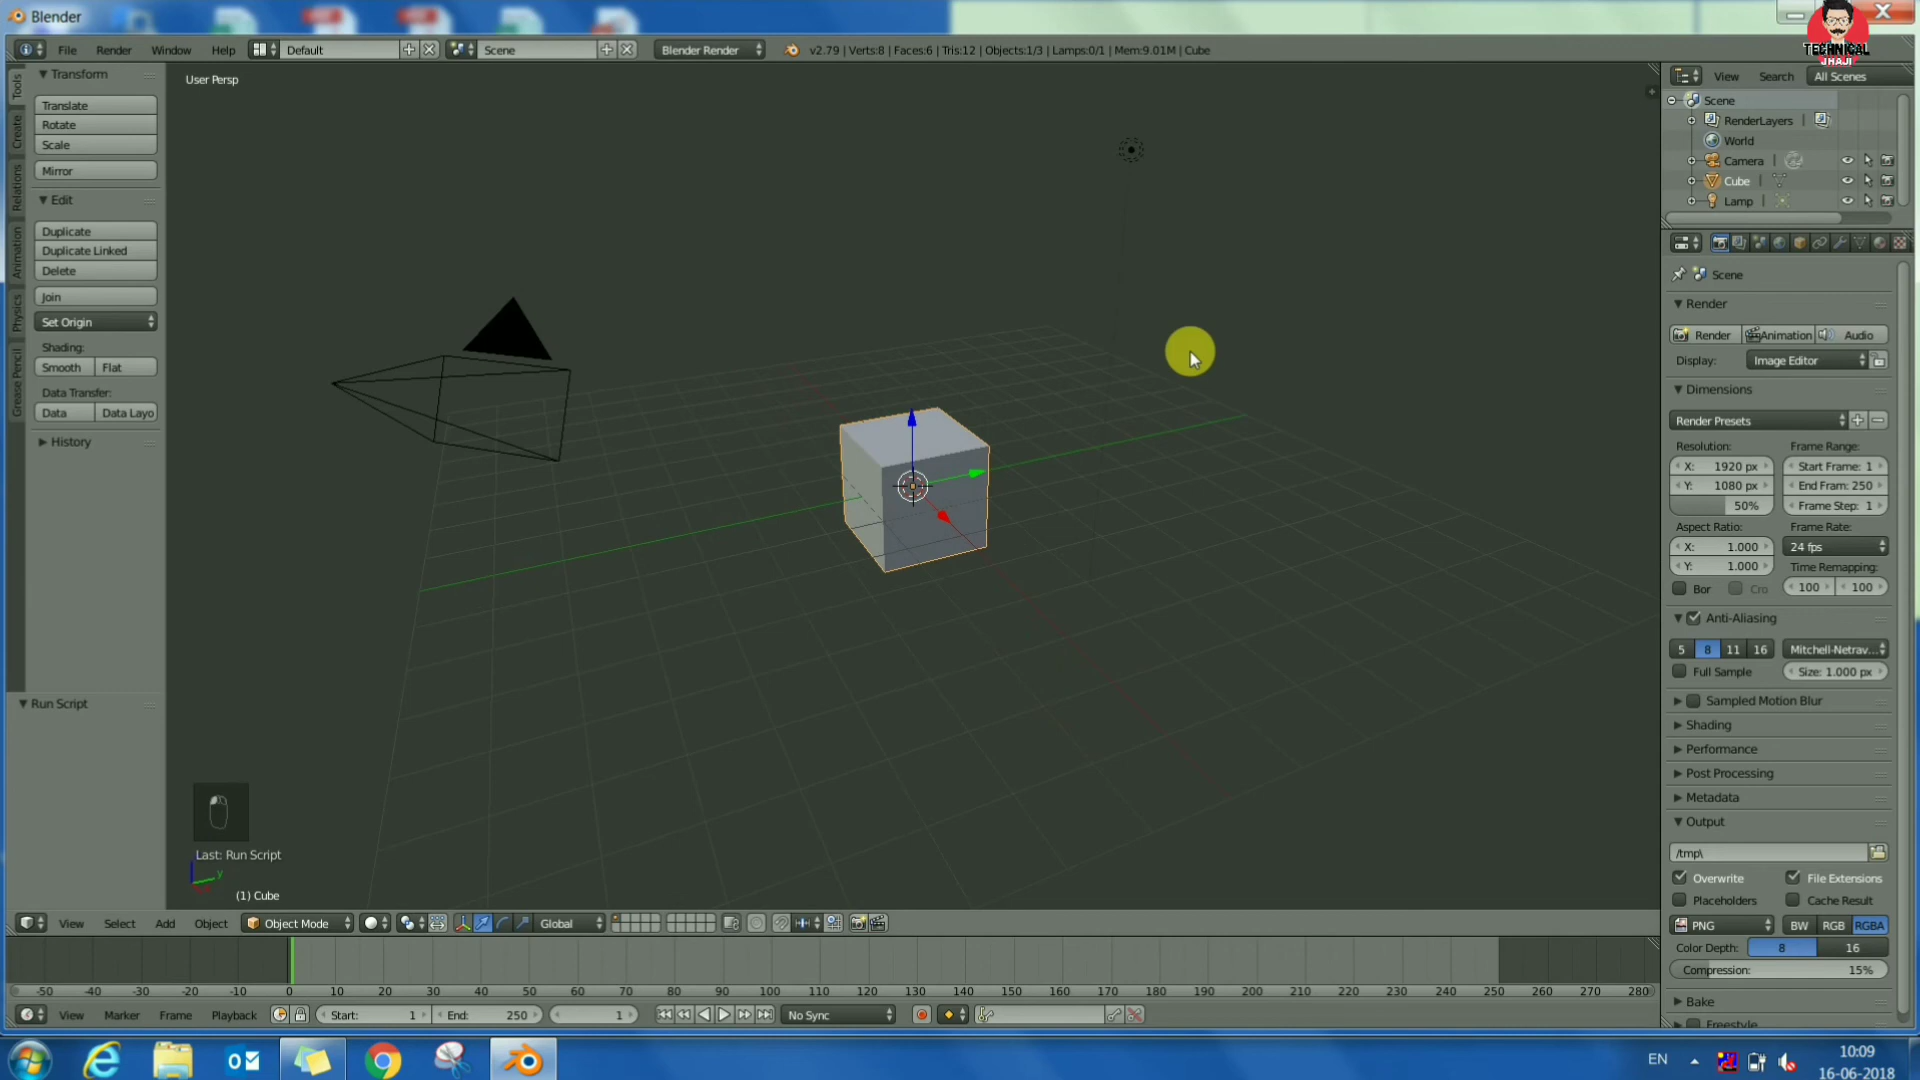 Blender
TECHNICAL
JHAJI
File Render Window Help Default Scene Blender Render v2.79 | Verts:8 | Faces:6 | Tris:12 | Objects:1/3 | Lamps:0/1 | Mem:9.01M | Cube
Tools
Create
Relations
Animation
Physics
Grease Pencil
Transform
Translate
Rotate
Scale
Mirror
Edit
Duplicate
Duplicate Linked
Delete
Join
Set Origin
Shading:
Smooth Flat
Data Transfer:
Data Data Layo
History
Run Script
User Persp
Last: Run Script
y
(1) Cube
View Search All Scenes
Scene
RenderLayers
World
Camera
Cube
Lamp
Scene
Render
Render Animation Audio
Display: Image Editor
Dimensions
Render Presets
Resolution: Frame Range:
X: 1920 px Start Frame: 1
Y: 1080 px End Fram: 250
50% Frame Step: 1
Aspect Ratio: Frame Rate:
X: 1.000 24 fps
Y: 1.000 Time Remapping:
Bor Cro 100 100
Anti-Aliasing
5 8 11 16 Mitchell-Netrav...
Full Sample Size: 1.000 px
Sampled Motion Blur
Shading
Performance
Post Processing
Metadata
Output
/tmp\
Overwrite File Extensions
Placeholders Cache Result
PNG BW RGB RGBA
Color Depth: 8 16
Compression: 15%
Bake
Freestyle
View Select Add Object Object Mode Global
-50 -40 -30 -20 -10 0 10 20 30 40 50 60 70 80 90 100 110 120 130 140 150 160 170 180 190 200 210 220 230 240 250 260 270 280
View Marker Frame Playback Start: 1 End: 250 1 No Sync
EN
10:09
16-06-2018